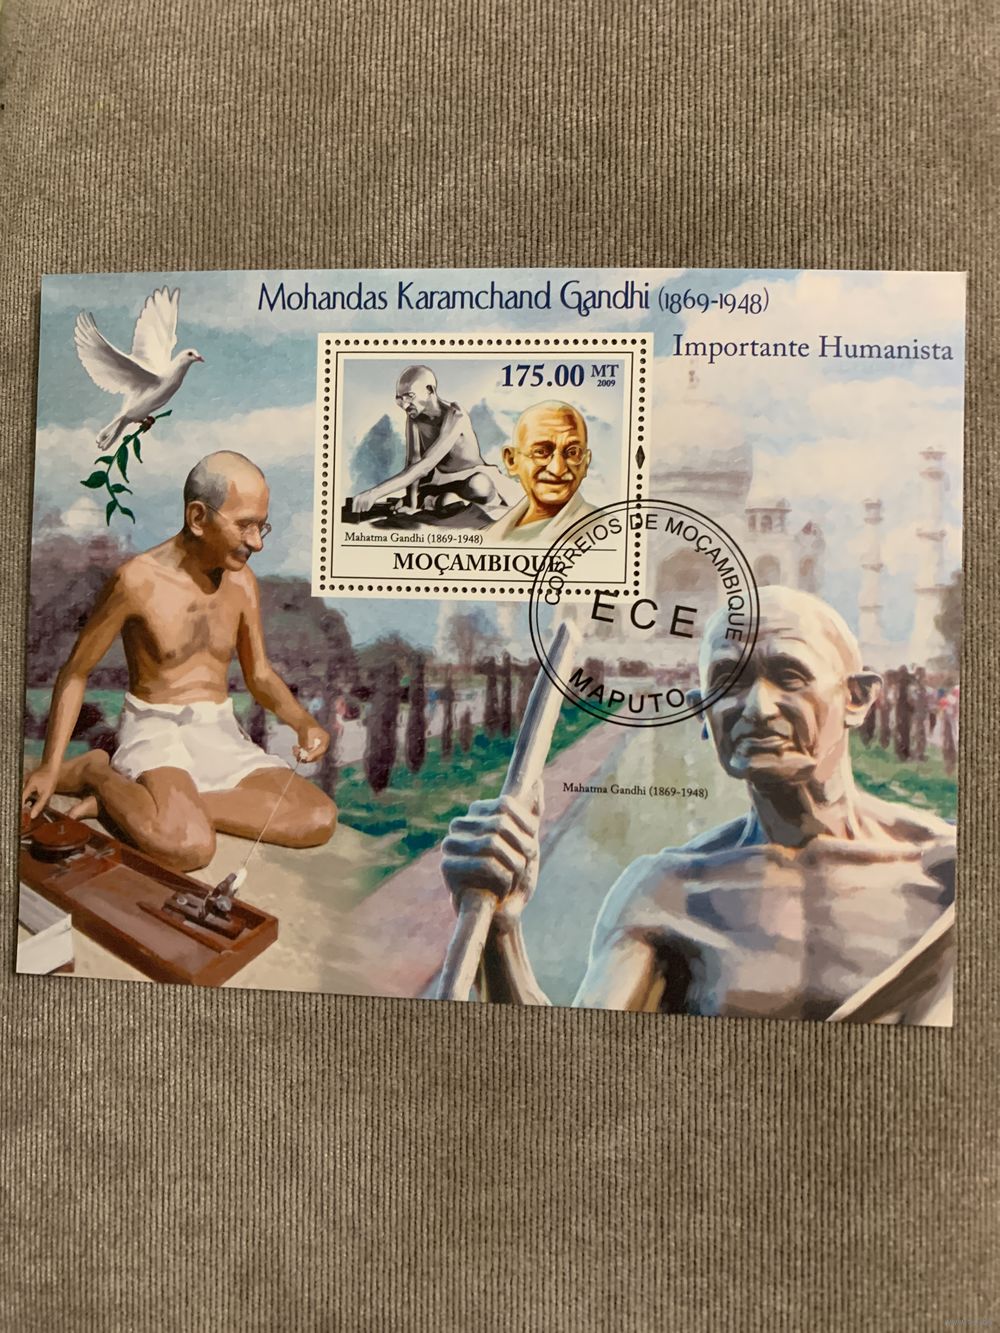 Mohandas Karamchand Gandhi (1869-1948)
Importante Humanista
175.00 MT
2009
Mahatma Gandhi (1869-1948)
MOÇAMBIQUE
CORREIOS DE MOÇAMBIQUE
ECE
MAPUTO
Mahatma Gandhi (1869-1948)